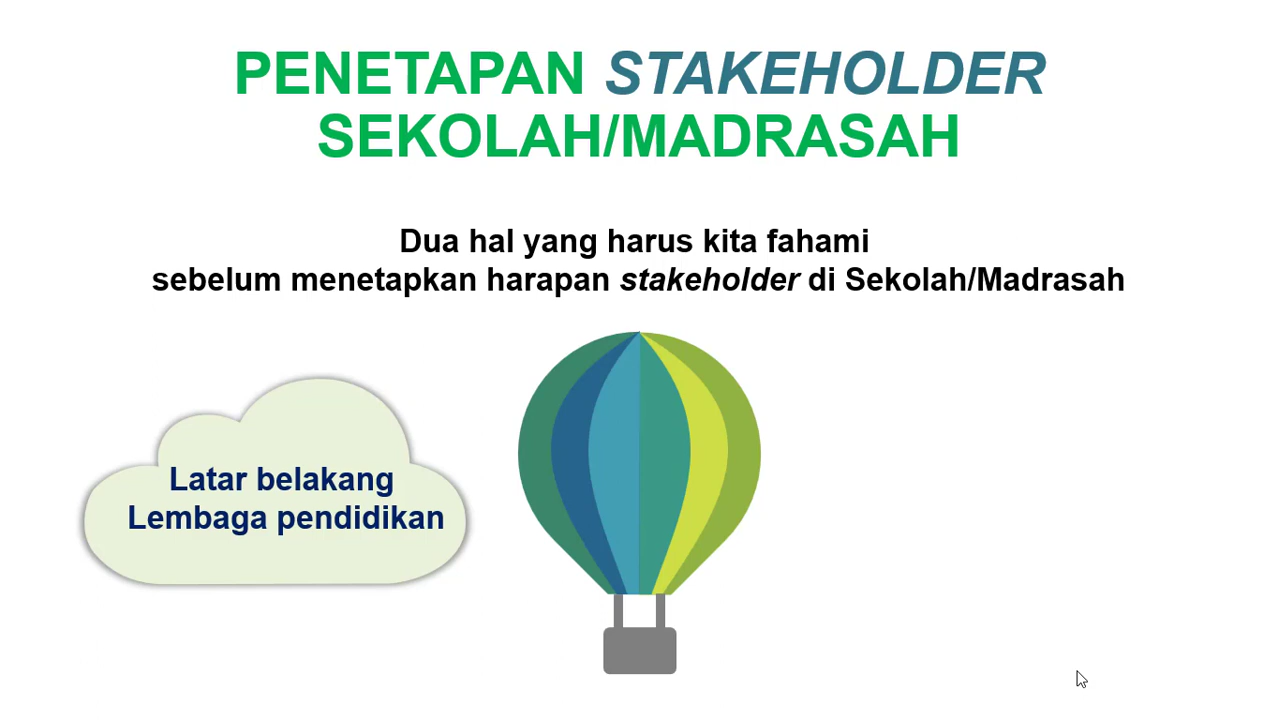 PENETAPAN STAKEHOLDER
SEKOLAH/MADRASAH
Dua hal yang harus kita fahami
sebelum menetapkan harapan stakeholder di Sekolah/Madrasah
Latar belakang
Lembaga pendidikan